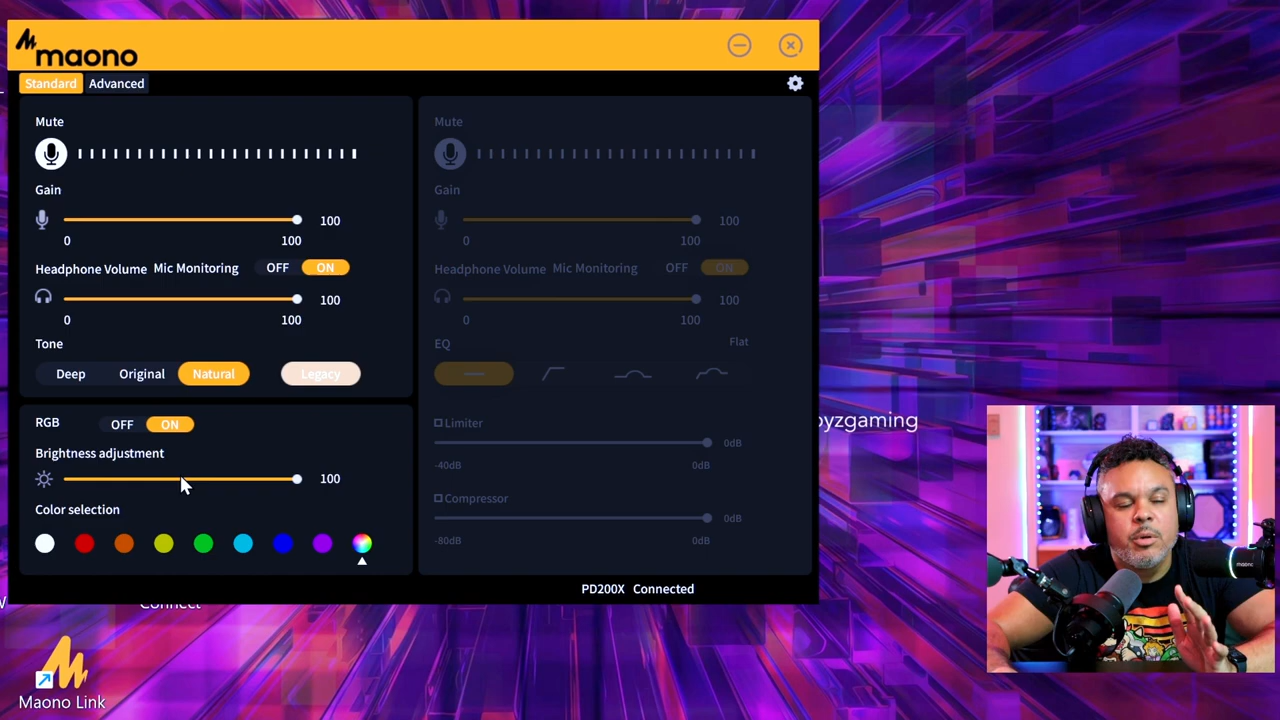 maono
Standard Advanced
Mute
Gain
100
0 100
Headphone Volume Mic Monitoring OFF ON
100
0 100
Tone
Deep Original Natural Legacy
RGB OFF ON
Brightness adjustment
100
Color selection
Mute
Gain
100
0 100
Headphone Volume Mic Monitoring OFF ON
100
0 100
EQ Flat
Limiter
0dB
-40dB 0dB
Compressor
0dB
-80dB 0dB
PD200X Connected
oyzgaming
W
Connect
Maono Link
maono